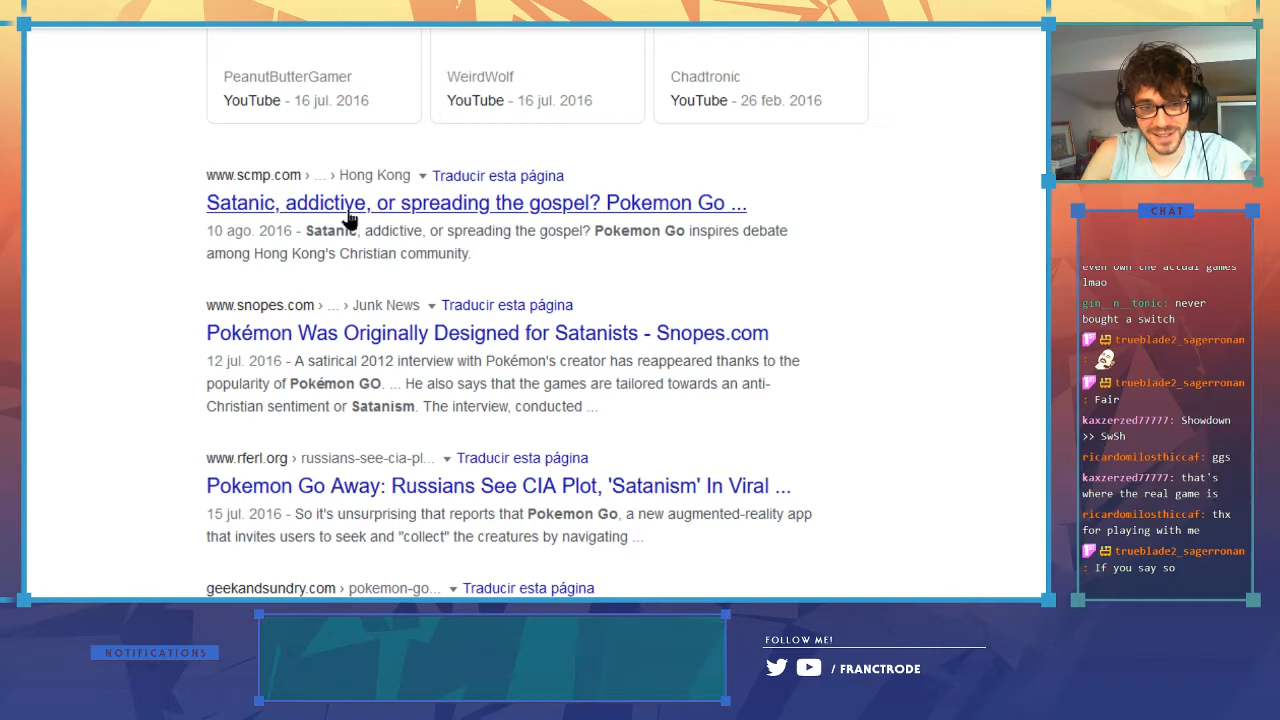 PeanutButterGamer
YouTube - 16 jul. 2016
WeirdWolf
YouTube - 16 jul. 2016
Chadtronic
YouTube - 26 feb. 2016
www.scmp.com › ... › Hong Kong ▾ Traducir esta página
Satanic, addictive, or spreading the gospel? Pokemon Go ...
10 ago. 2016 - Satanic, addictive, or spreading the gospel? Pokemon Go inspires debate
among Hong Kong's Christian community.
www.snopes.com › ... › Junk News ▾ Traducir esta página
Pokémon Was Originally Designed for Satanists - Snopes.com
12 jul. 2016 - A satirical 2012 interview with Pokémon's creator has reappeared thanks to the
popularity of Pokémon GO. ... He also says that the games are tailored towards an anti-
Christian sentiment or Satanism. The interview, conducted ...
www.rferl.org › russians-see-cia-pl... ▾ Traducir esta página
Pokemon Go Away: Russians See CIA Plot, 'Satanism' In Viral ...
15 jul. 2016 - So it's unsurprising that reports that Pokemon Go, a new augmented-reality app
that invites users to seek and "collect" the creatures by navigating ...
geekandsundry.com › pokemon-go... ▾ Traducir esta página
CHAT
even own the actual games
lmao
gin__n__tonic: never
bought a switch
trueblade2_sagerronan
:
trueblade2_sagerronan
: Fair
kaxzerzed77777: Showdown
>> SwSh
ricardomilosthiccaf: ggs
kaxzerzed77777: that's
where the real game is
ricardomilosthiccaf: thx
for playing with me
trueblade2_sagerronan
: If you say so
NOTIFICATIONS
FOLLOW ME!
/ FRANCTRODE